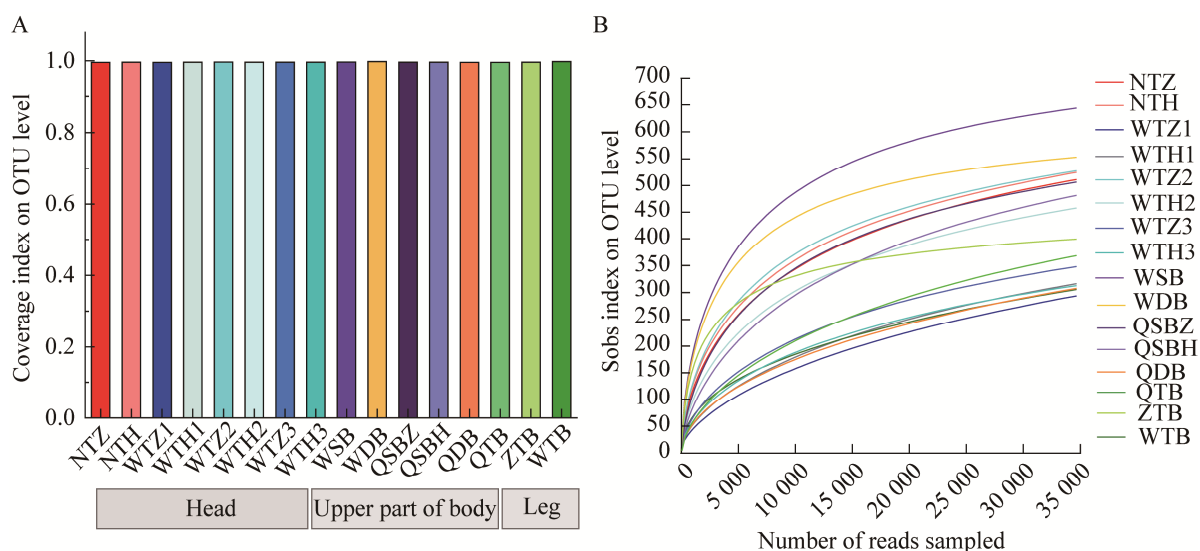 A
Coverage index on OTU level
1.0
0.8
0.6
0.4
0.2
0.0
NTZ
NTH
WTZ1
WTH1
WTZ2
WTH2
WTZ3
WTH3
WSB
WDB
QSBZ
QSBH
QDB
QTB
ZTB
WTB
Head
Upper part of body
Leg
B
Sobs index on OTU level
700
650
600
550
500
450
400
350
300
250
200
150
100
50
0
0
5 000
10 000
15 000
20 000
25 000
30 000
35 000
Number of reads sampled
NTZ
NTH
WTZ1
WTH1
WTZ2
WTH2
WTZ3
WTH3
WSB
WDB
QSBZ
QSBH
QDB
QTB
ZTB
WTB